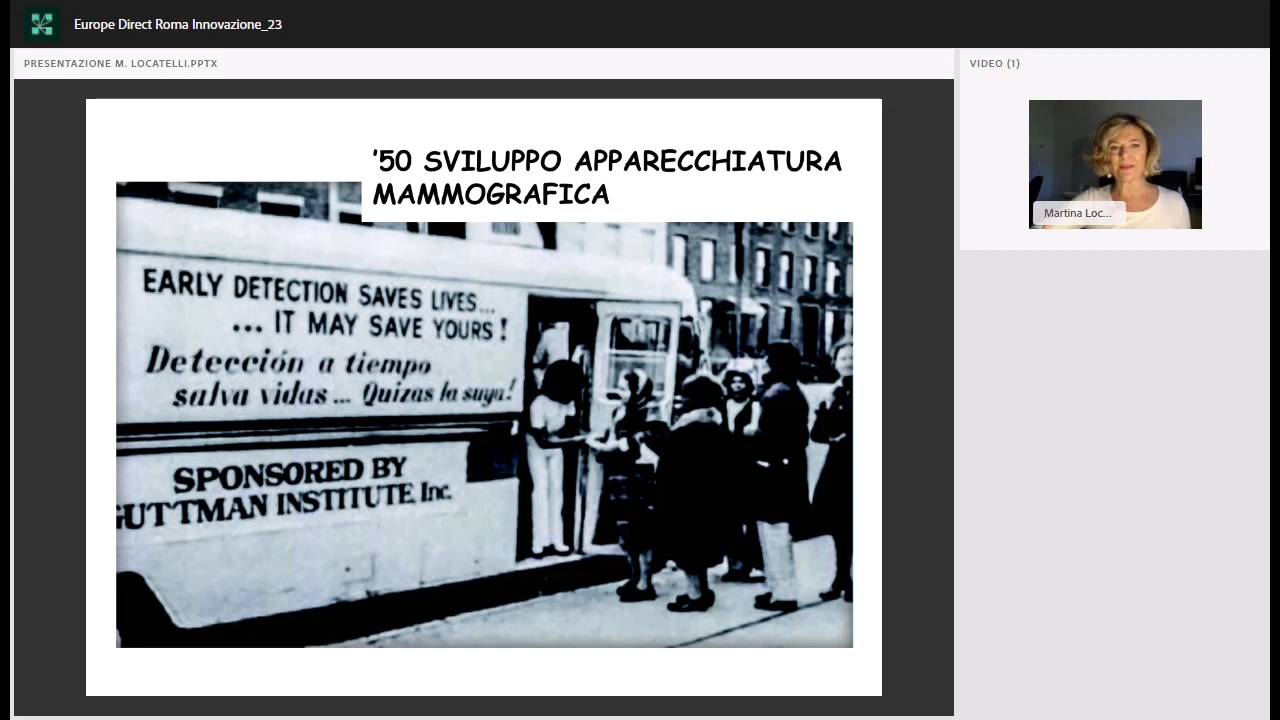 Europe Direct Roma Innovazione_23
PRESENTAZIONE M. LOCATELLI.PPTX
VIDEO (1)
'50 SVILUPPO APPARECCHIATURA
MAMMOGRAFICA
EARLY DETECTION SAVES LIVES...
... IT MAY SAVE YOURS!
Detección a tiempo
salva vidas... Quizas la suya!
SPONSORED BY
GUTTMAN INSTITUTE, Inc.
Martina Loc...